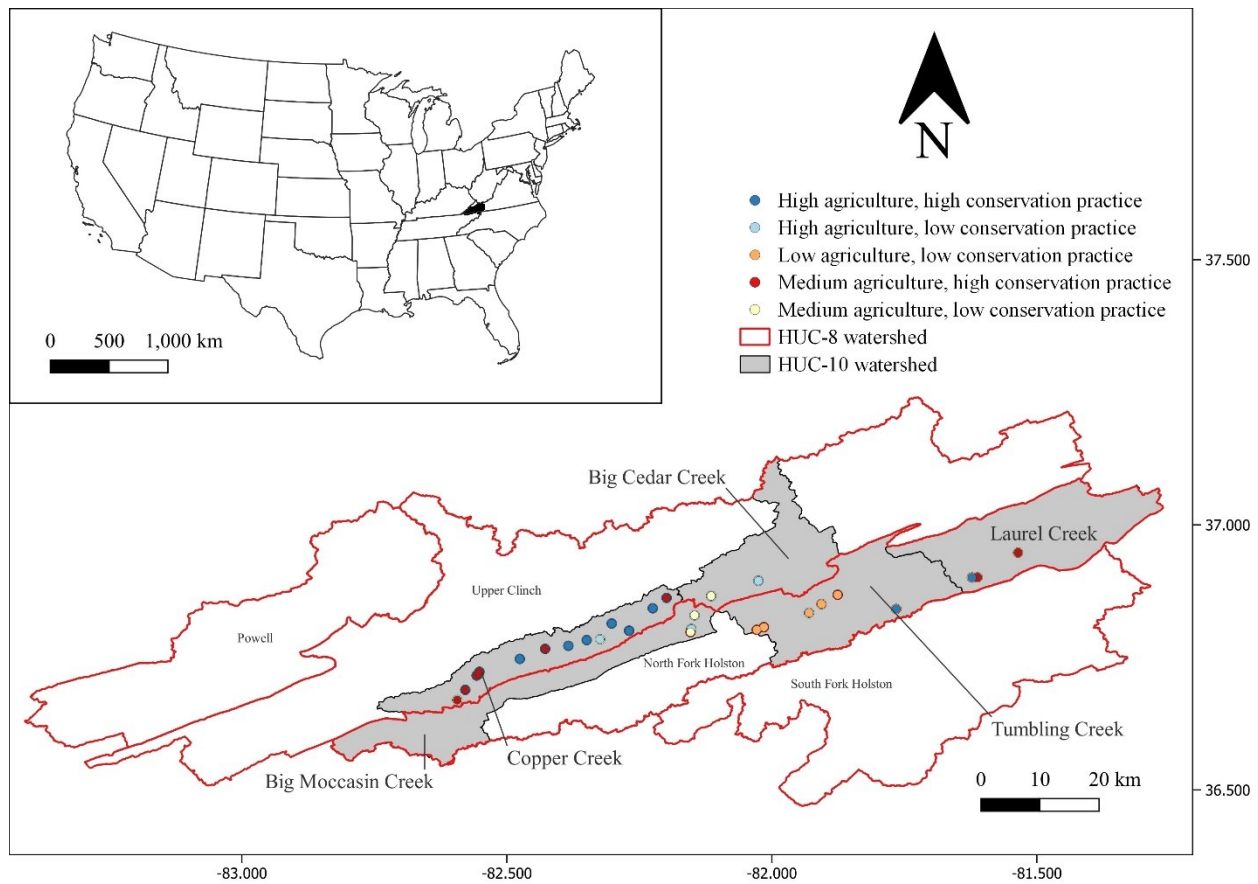 N
0 500 1,000 km
High agriculture, high conservation practice
High agriculture, low conservation practice
Low agriculture, low conservation practice
Medium agriculture, high conservation practice
Medium agriculture, low conservation practice
HUC-8 watershed
HUC-10 watershed
37.500
Big Cedar Creek
37.000
Laurel Creek
Upper Clinch
Powell
North Fork Holston
South Fork Holston
Tumbling Creek
Copper Creek
Big Moccasin Creek
0 10 20 km
36.500
-83.000 -82.500 -82.000 -81.500